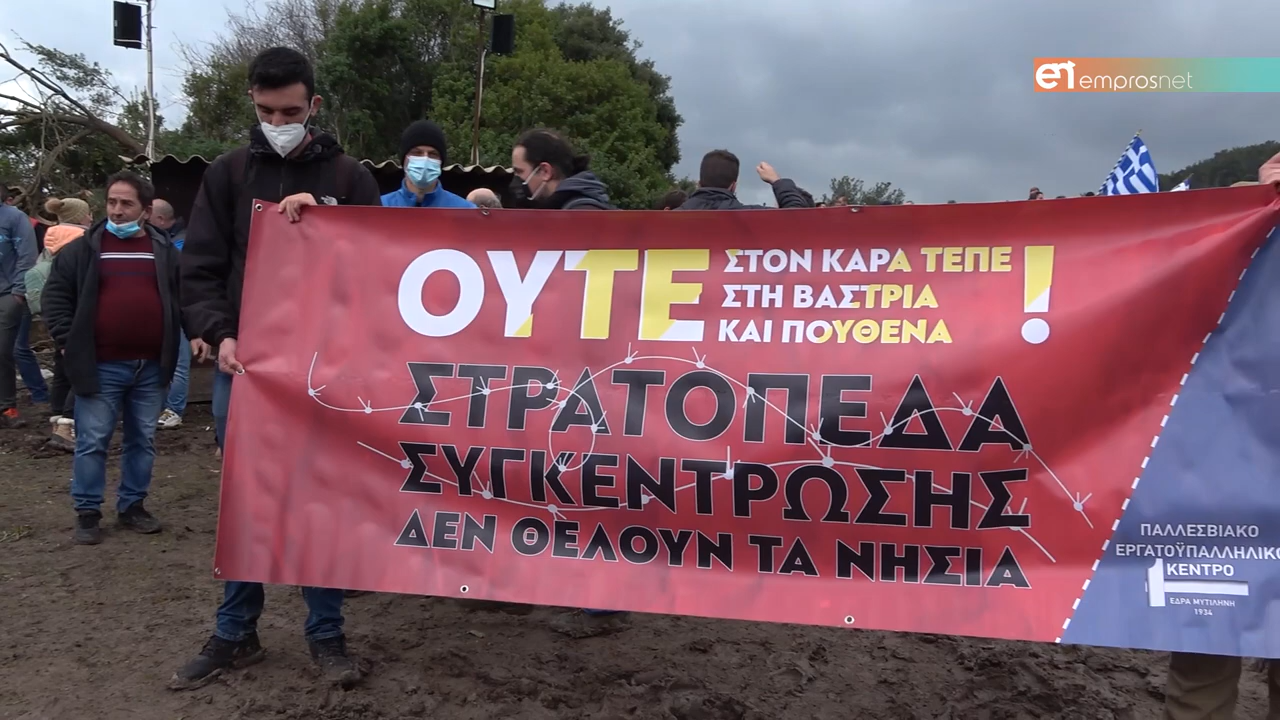 emprosnet
ΟΥΤΕ ΣΤΟΝ ΚΑΡΑ ΤΕΠΕ
ΣΤΗ ΒΑΣΤΡΙΑ
ΚΑΙ ΠΟΥΘΕΝΑ !
ΣΤΡΑΤΟΠΕΔΑ
ΣΥΓΚΕΝΤΡΩΣΗΣ
ΔΕΝ ΘΕΛΟΥΝ ΤΑ ΝΗΣΙΑ
ΠΑΛΛΕΣΒΙΑΚΟ
ΕΡΓΑΤΟΫΠΑΛΛΗΛΙΚΟ
ΚΕΝΤΡΟ
ΕΔΡΑ ΜΥΤΙΛΗΝΗ
1934